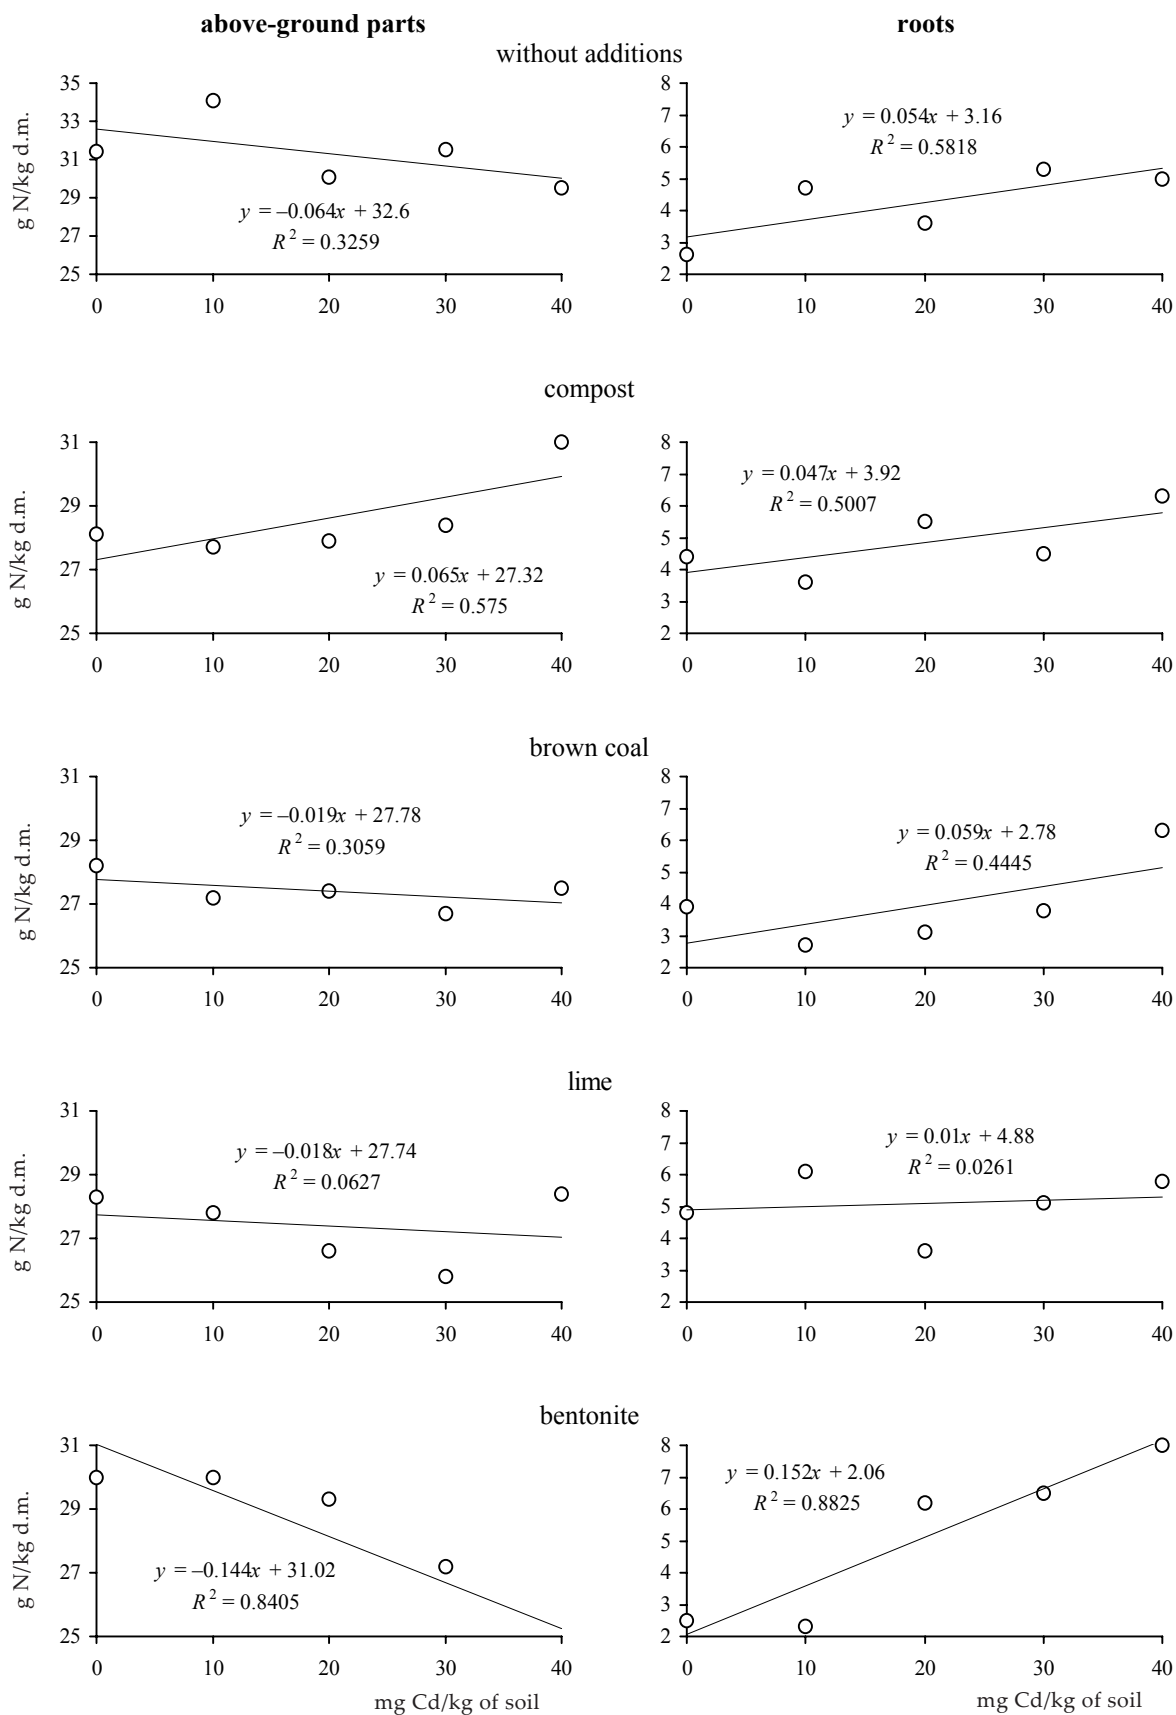 above-ground parts
roots
without additions
g N/kg d.m.
35
33
31
29
27
25
0 10 20 30 40
y = –0.064x + 32.6
R² = 0.3259
8
7
6
5
4
3
2
0 10 20 30 40
y = 0.054x + 3.16
R² = 0.5818
compost
g N/kg d.m.
31
29
27
25
0 10 20 30 40
y = 0.065x + 27.32
R² = 0.575
8
7
6
5
4
3
2
0 10 20 30 40
y = 0.047x + 3.92
R² = 0.5007
brown coal
g N/kg d.m.
31
29
27
25
0 10 20 30 40
y = –0.019x + 27.78
R² = 0.3059
8
7
6
5
4
3
2
0 10 20 30 40
y = 0.059x + 2.78
R² = 0.4445
lime
g N/kg d.m.
31
29
27
25
0 10 20 30 40
y = –0.018x + 27.74
R² = 0.0627
8
7
6
5
4
3
2
0 10 20 30 40
y = 0.01x + 4.88
R² = 0.0261
bentonite
g N/kg d.m.
31
29
27
25
0 10 20 30 40
y = –0.144x + 31.02
R² = 0.8405
mg Cd/kg of soil
8
7
6
5
4
3
2
0 10 20 30 40
y = 0.152x + 2.06
R² = 0.8825
mg Cd/kg of soil